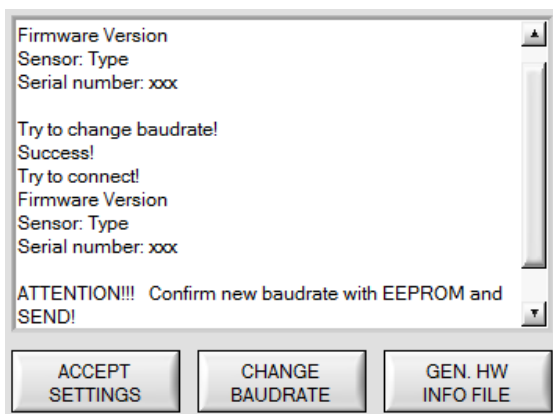 Firmware Version
Sensor: Type
Serial number: xxx
Try to change baudrate!
Success!
Try to connect!
Firmware Version
Sensor: Type
Serial number: xxx
ATTENTION!!!   Confirm new baudrate with EEPROM and
SEND!
ACCEPT
SETTINGS
CHANGE
BAUDRATE
GEN. HW
INFO FILE